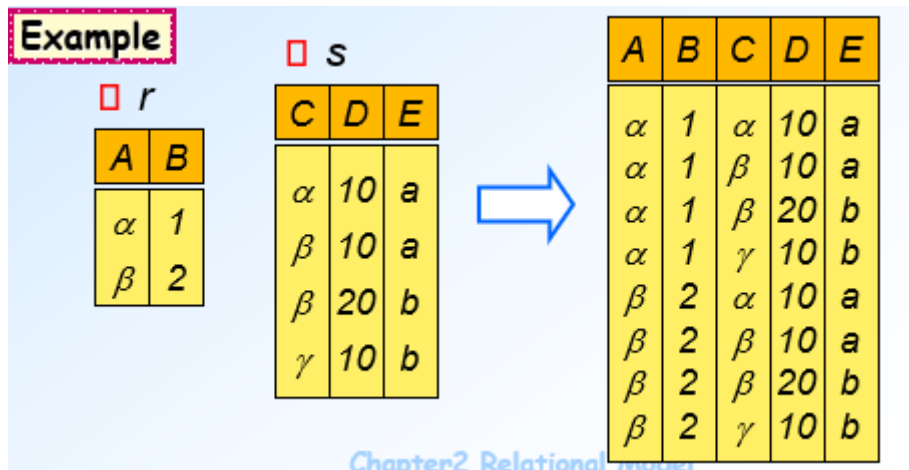 Example
r
A B
α 1
β 2
s
C D E
α 10 a
β 10 a
β 20 b
γ 10 b
A B C D E
α 1 α 10 a
α 1 β 10 a
α 1 β 20 b
α 1 γ 10 b
β 2 α 10 a
β 2 β 10 a
β 2 β 20 b
β 2 γ 10 b
Chapter2 Relational Model